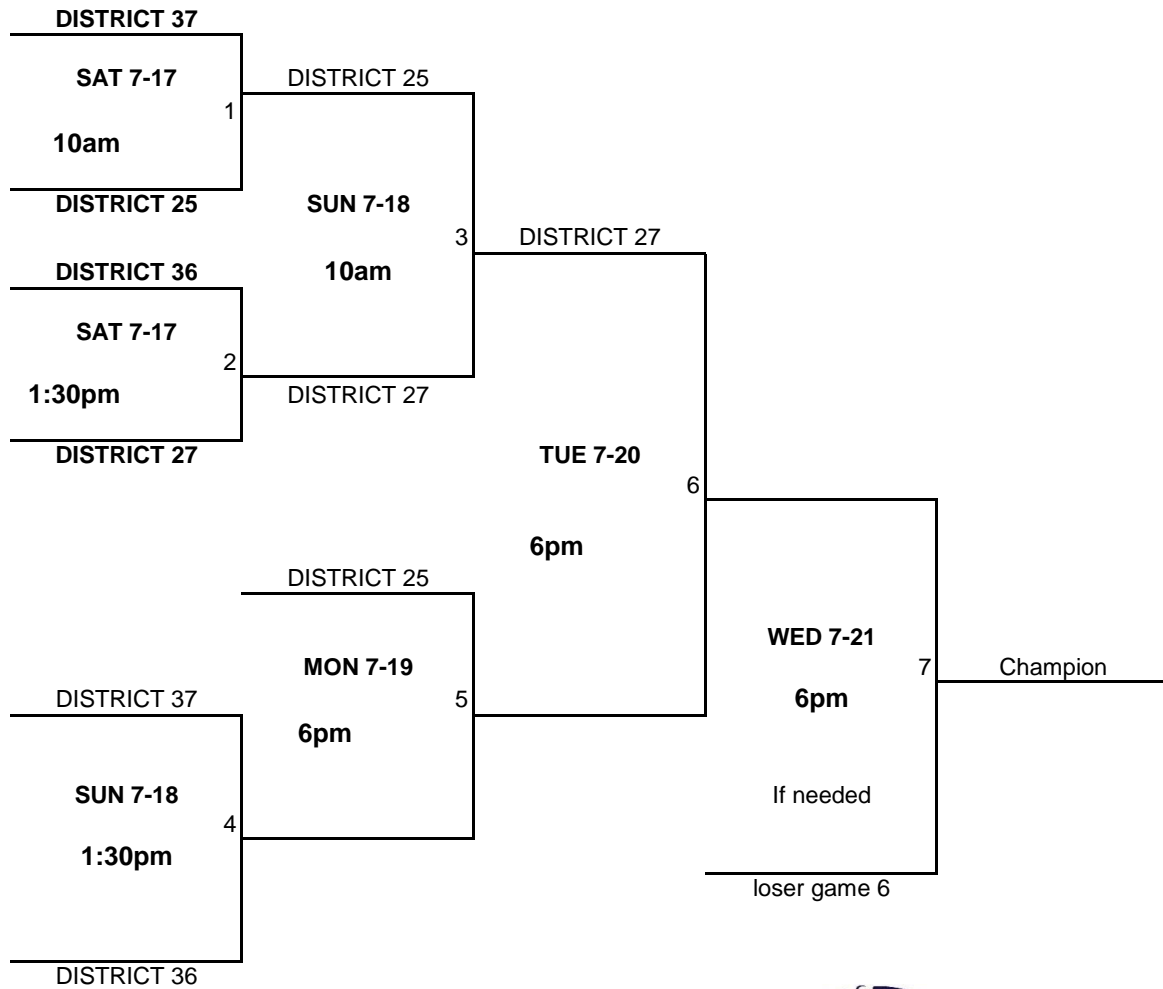 DISTRICT 37
SAT 7-17
DISTRICT 25
1
10am
DISTRICT 25
SUN 7-18
3
DISTRICT 27
DISTRICT 36
10am
SAT 7-17
2
1:30pm
DISTRICT 27
DISTRICT 27
TUE 7-20
6
6pm
DISTRICT 25
WED 7-21
MON 7-19
7
Champion
DISTRICT 37
5
6pm
6pm
SUN 7-18
If needed
4
1:30pm
loser game 6
DISTRICT 36